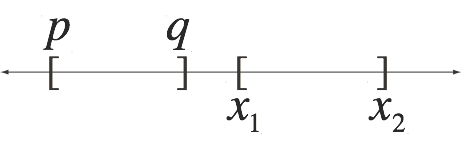 p q
[ ] [ ]
x₁ x₂